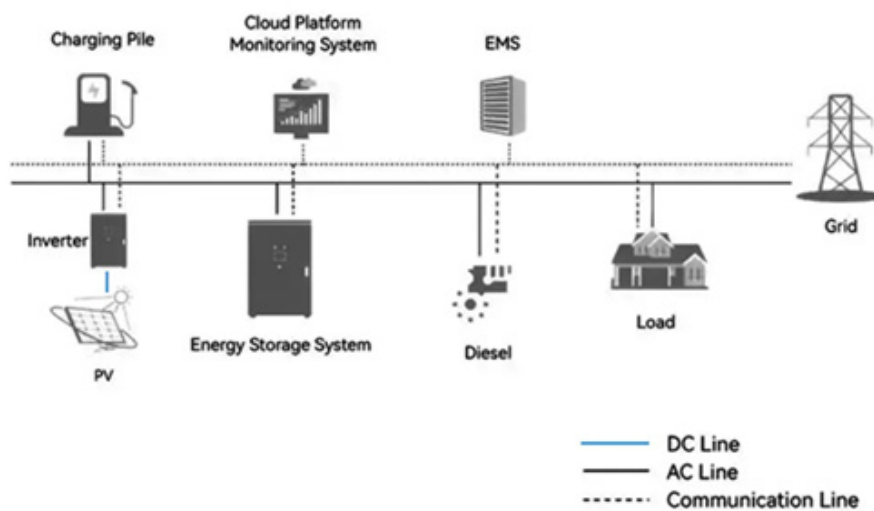 Charging Pile
Cloud Platform
Monitoring System
EMS
Grid
Inverter
Energy Storage System
Diesel
Load
PV
DC Line
AC Line
Communication Line